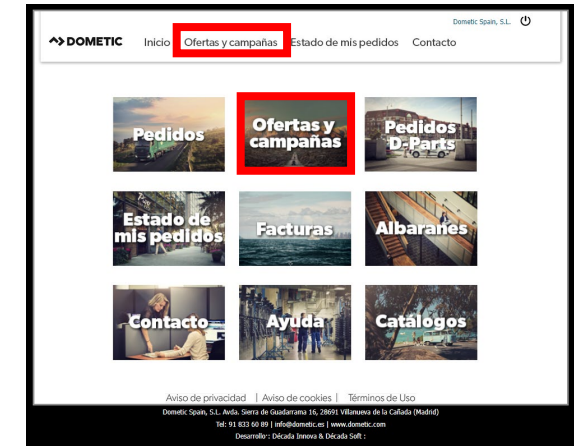 Dometic Spain, S.L.
DOMETIC Inicio Ofertas y campañas Estado de mis pedidos Contacto
Pedidos
Ofertas y
campañas
Pedidos
D-Parts
Estado de
mis pedidos
Facturas
Albaranes
Contacto
Ayuda
Catálogos
Aviso de privacidad | Aviso de cookies | Términos de Uso
Dometic Spain, S.L. Avda. Sierra de Guadarrama 16, 28691 Villanueva de la Cañada (Madrid)
Tel: 91 833 60 89 | info@dometic.es | www.dometic.com
Desarrollo: Década Innova & Década Soft :